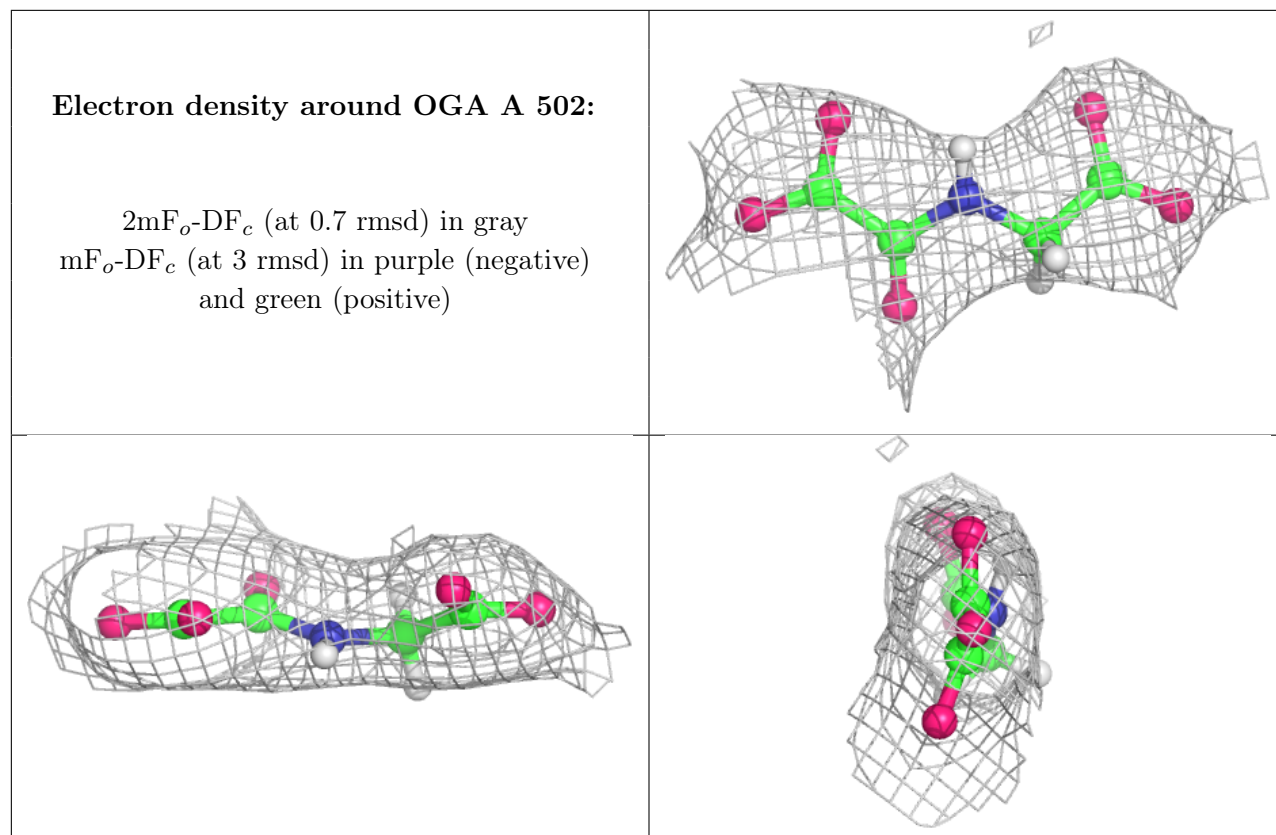 Electron density around OGA A 502:
2mFo-DFc (at 0.7 rmsd) in gray
mFo-DFc (at 3 rmsd) in purple (negative)
and green (positive)